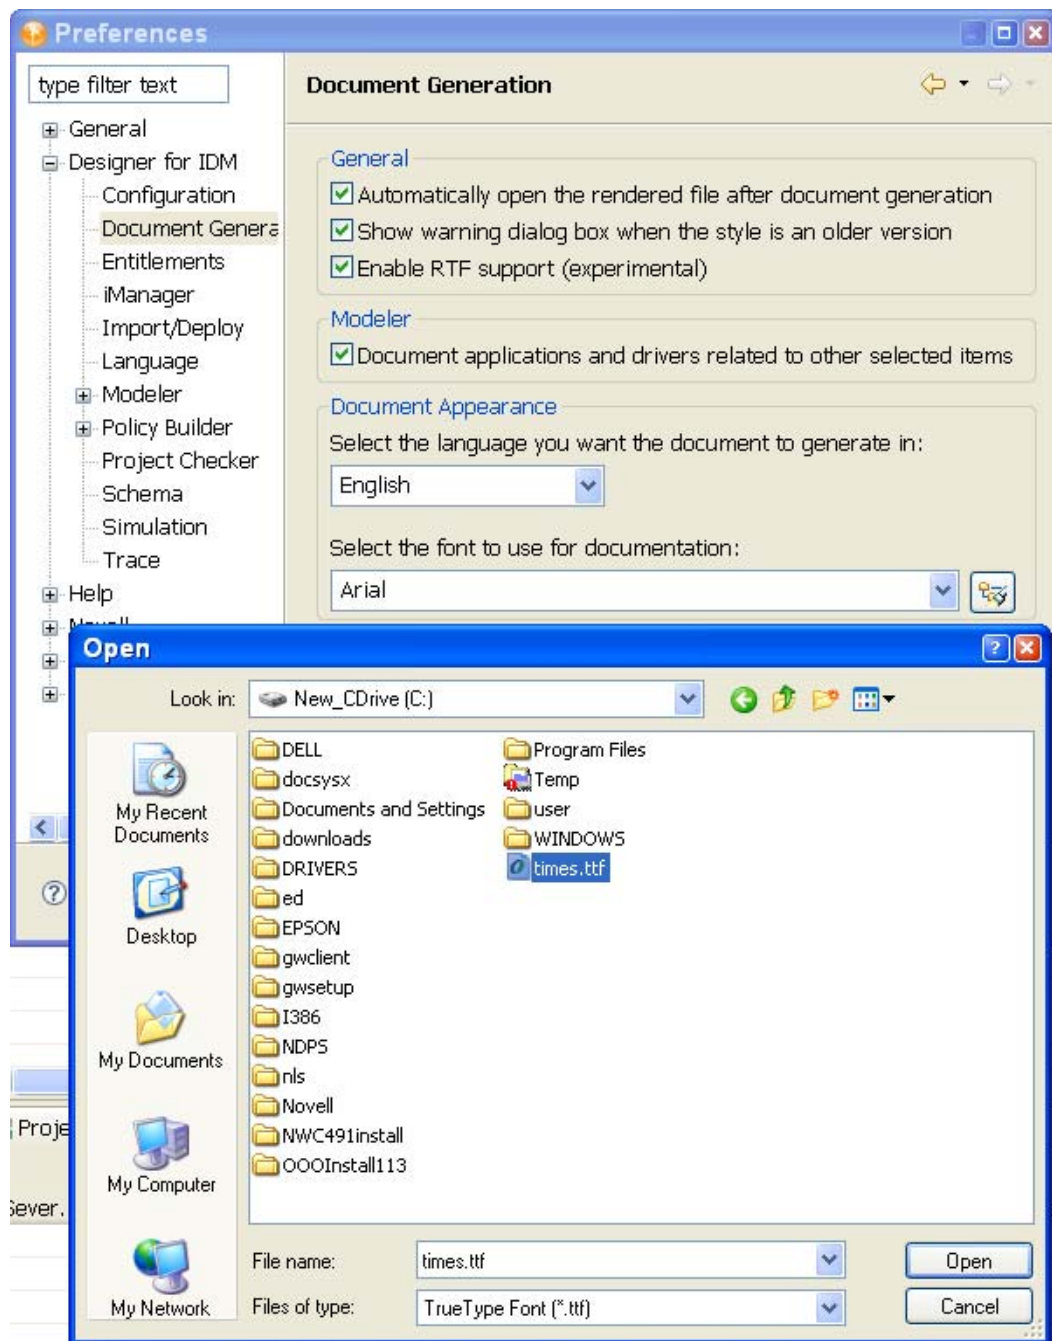 Preferences
type filter text
Document Generation
General
Designer for IDM
Configuration
Document Genera
Entitlements
iManager
Import/Deploy
Language
Modeler
Policy Builder
Project Checker
Schema
Simulation
Trace
Help
General
Automatically open the rendered file after document generation
Show warning dialog box when the style is an older version
Enable RTF support (experimental)
Modeler
Document applications and drivers related to other selected items
Document Appearance
Select the language you want the document to generate in:
English
Select the font to use for documentation:
Arial
Open
Look in: New_CDrive (C:)
My Recent
Documents
Desktop
My Documents
My Computer
My Network
DELL
docsysx
Documents and Settings
downloads
DRIVERS
ed
EPSON
gwclient
gwsetup
I386
NDPS
nls
Novell
NWC491install
OOOInstall113
Program Files
Temp
user
WINDOWS
times.ttf
File name: times.ttf
Open
Files of type: TrueType Font (*.ttf)
Cancel
Proje
Sever.